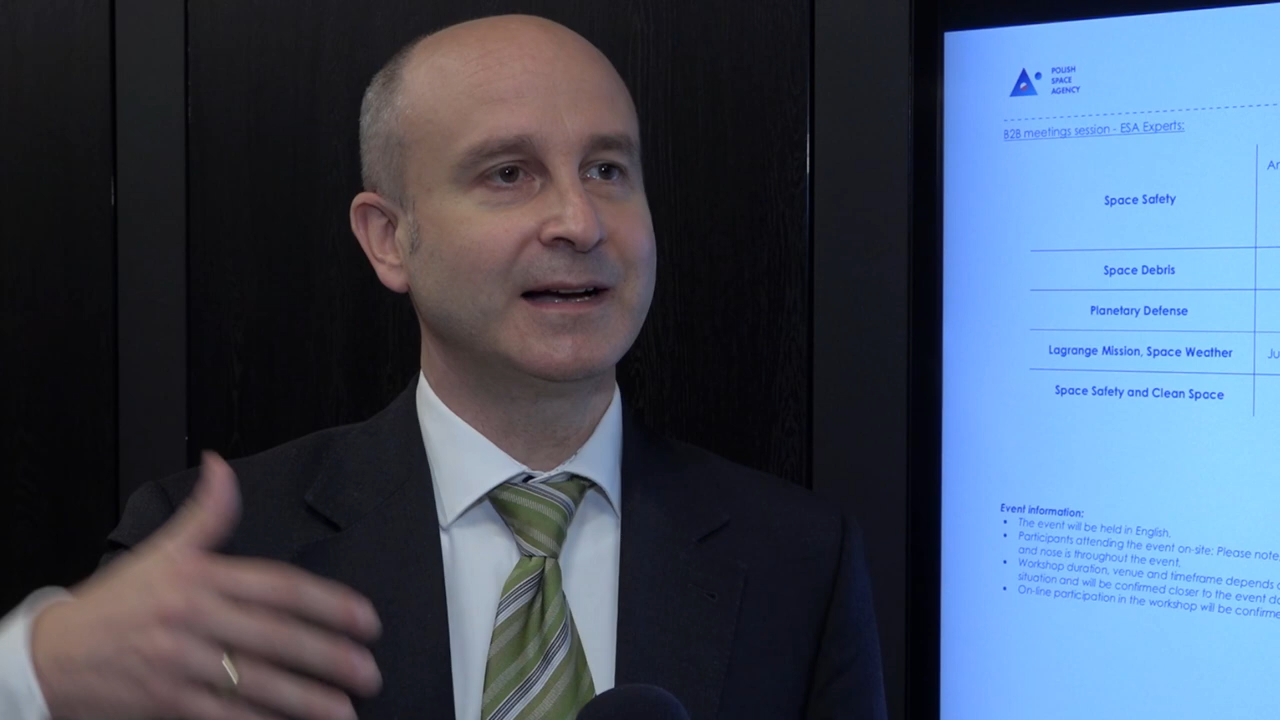 POLISH
SPACE
AGENCY
B2B meetings session - ESA Experts:
Space Safety
Space Debris
Planetary Defense
Lagrange Mission, Space Weather
Space Safety and Clean Space
Event information:
• The event will be held in English.
• Participants attending the event on-site: Please note
and nose is throughout the event.
• Workshop duration, venue and timeframe depends
situation and will be confirmed closer to the event
• On-line participation in the workshop will be